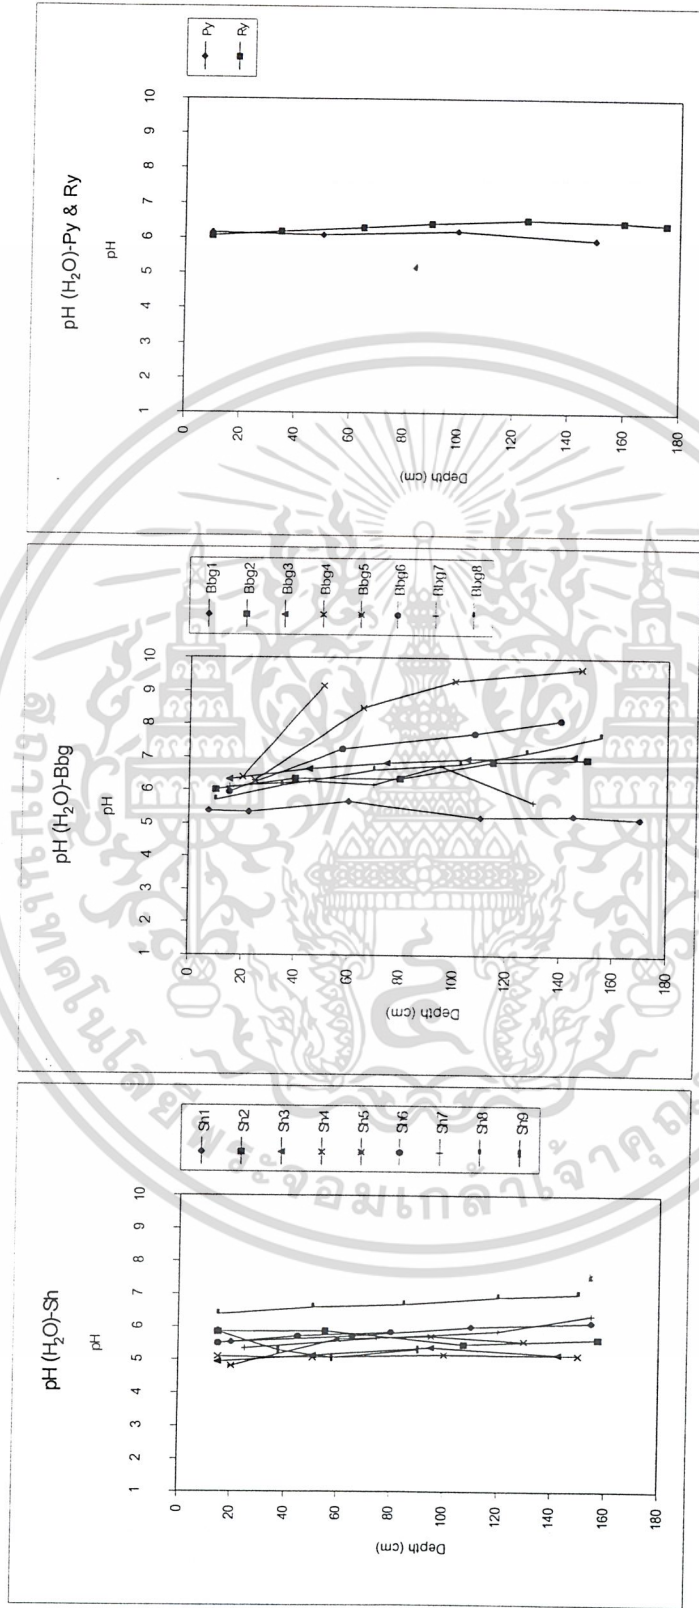 pH (H₂O)-Sh
pH
1 2 3 4 5 6 7 8 9 10
0
20
40
60
80
100
120
140
160
180
Depth (cm)
Sh1
Sh2
Sh3
Sh4
Sh5
Sh6
Sh7
Sh8
Sh9
pH (H₂O)-Bbg
pH
1 2 3 4 5 6 7 8 9 10
0
20
40
60
80
100
120
140
160
180
Depth (cm)
Bbg1
Bbg2
Bbg3
Bbg4
Bbg5
Bbg6
Bbg7
Bbg8
pH (H₂O)-Py & Ry
pH
1 2 3 4 5 6 7 8 9 10
0
20
40
60
80
100
120
140
160
180
Depth (cm)
Py
Ry